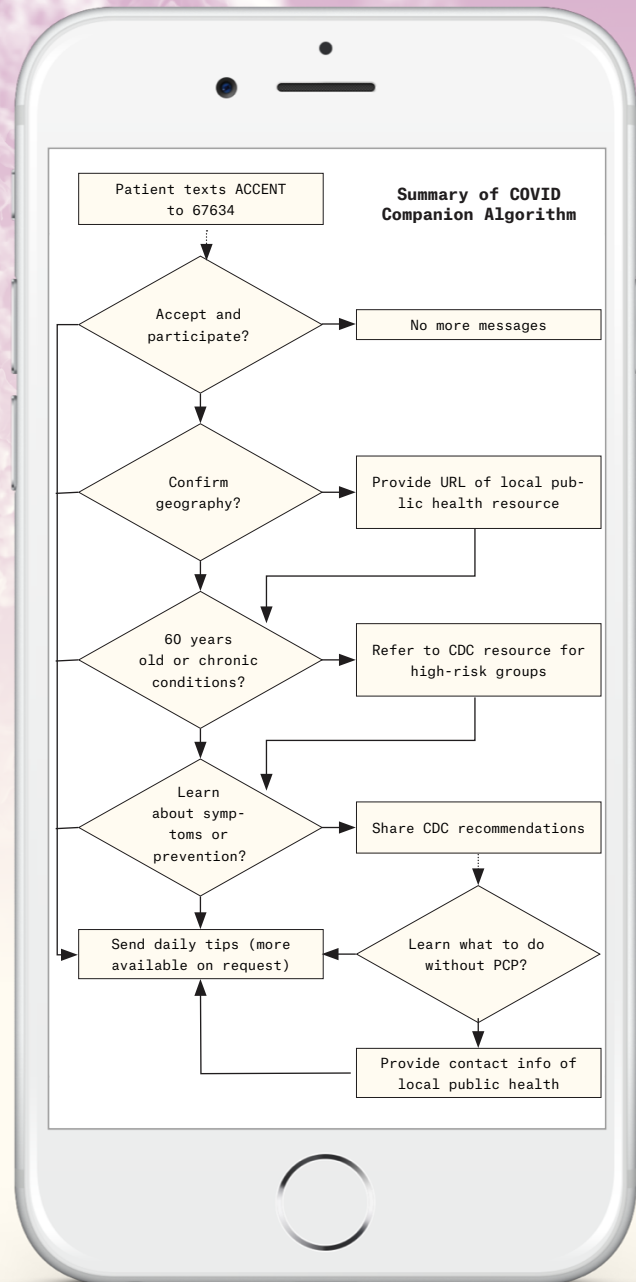 Patient texts ACCENT
to 67634
Summary of COVID
Companion Algorithm
Accept and
participate?
No more messages
Confirm
geography?
Provide URL of local pub-
lic health resource
60 years
old or chronic
conditions?
Refer to CDC resource for
high-risk groups
Learn
about symp-
toms or
prevention?
Share CDC recommendations
Send daily tips (more
available on request)
Learn what to do
without PCP?
Provide contact info of
local public health